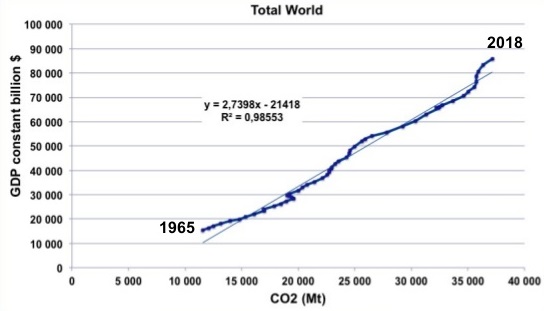 Total World
GDP constant billion $
100 000
90 000
80 000
70 000
60 000
50 000
40 000
30 000
20 000
10 000
0
2018
y = 2,7398x - 21418
R² = 0,98553
1965
0 5 000 10 000 15 000 20 000 25 000 30 000 35 000 40 000
CO2 (Mt)